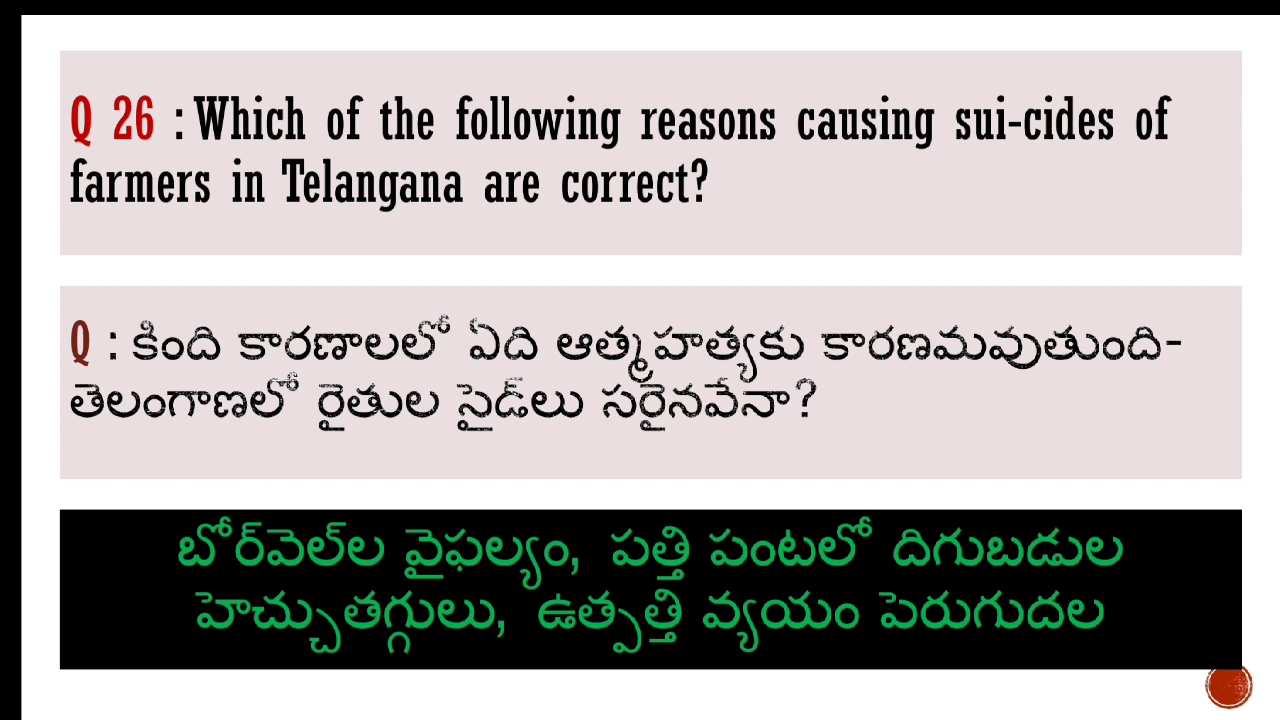 Q 26 : Which of the following reasons causing sui-cides of
farmers in Telangana are correct?
Q : కింది కారణాలలో ఏది ఆత్మహత్యకు కారణమవుతుంది-
తెలంగాణలో రైతుల సైడ్‌లు సరైనవేనా?
బోర్‌వెల్‌ల వైఫల్యం, పత్తి పంటలో దిగుబడుల
హెచ్చుతగ్గులు, ఉత్పత్తి వ్యయం పెరుగుదల